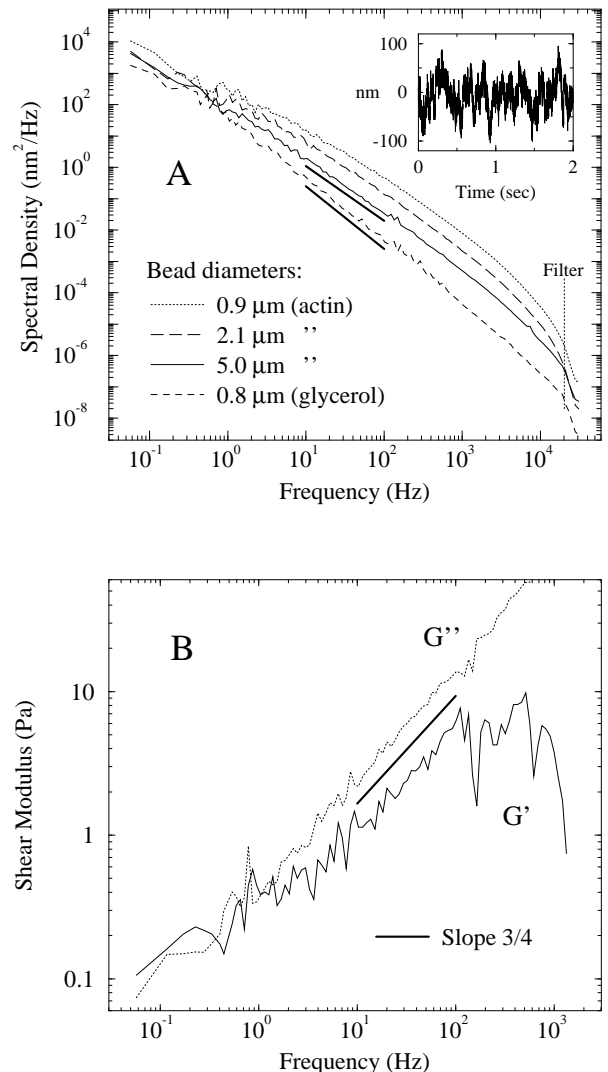 10^4
10^2
10^0
10^-2
10^-4
10^-6
10^-8
Spectral Density (nm^2/Hz)
A
100
0
-100
nm
0 1 2
Time (sec)
Filter
Bead diameters:
0.9 μm (actin)
2.1 μm ’’
5.0 μm ’’
0.8 μm (glycerol)
10^-1 10^0 10^1 10^2 10^3 10^4
Frequency (Hz)
B
G’’
10
1
0.1
Shear Modulus (Pa)
G’
Slope 3/4
10^-1 10^0 10^1 10^2 10^3
Frequency (Hz)